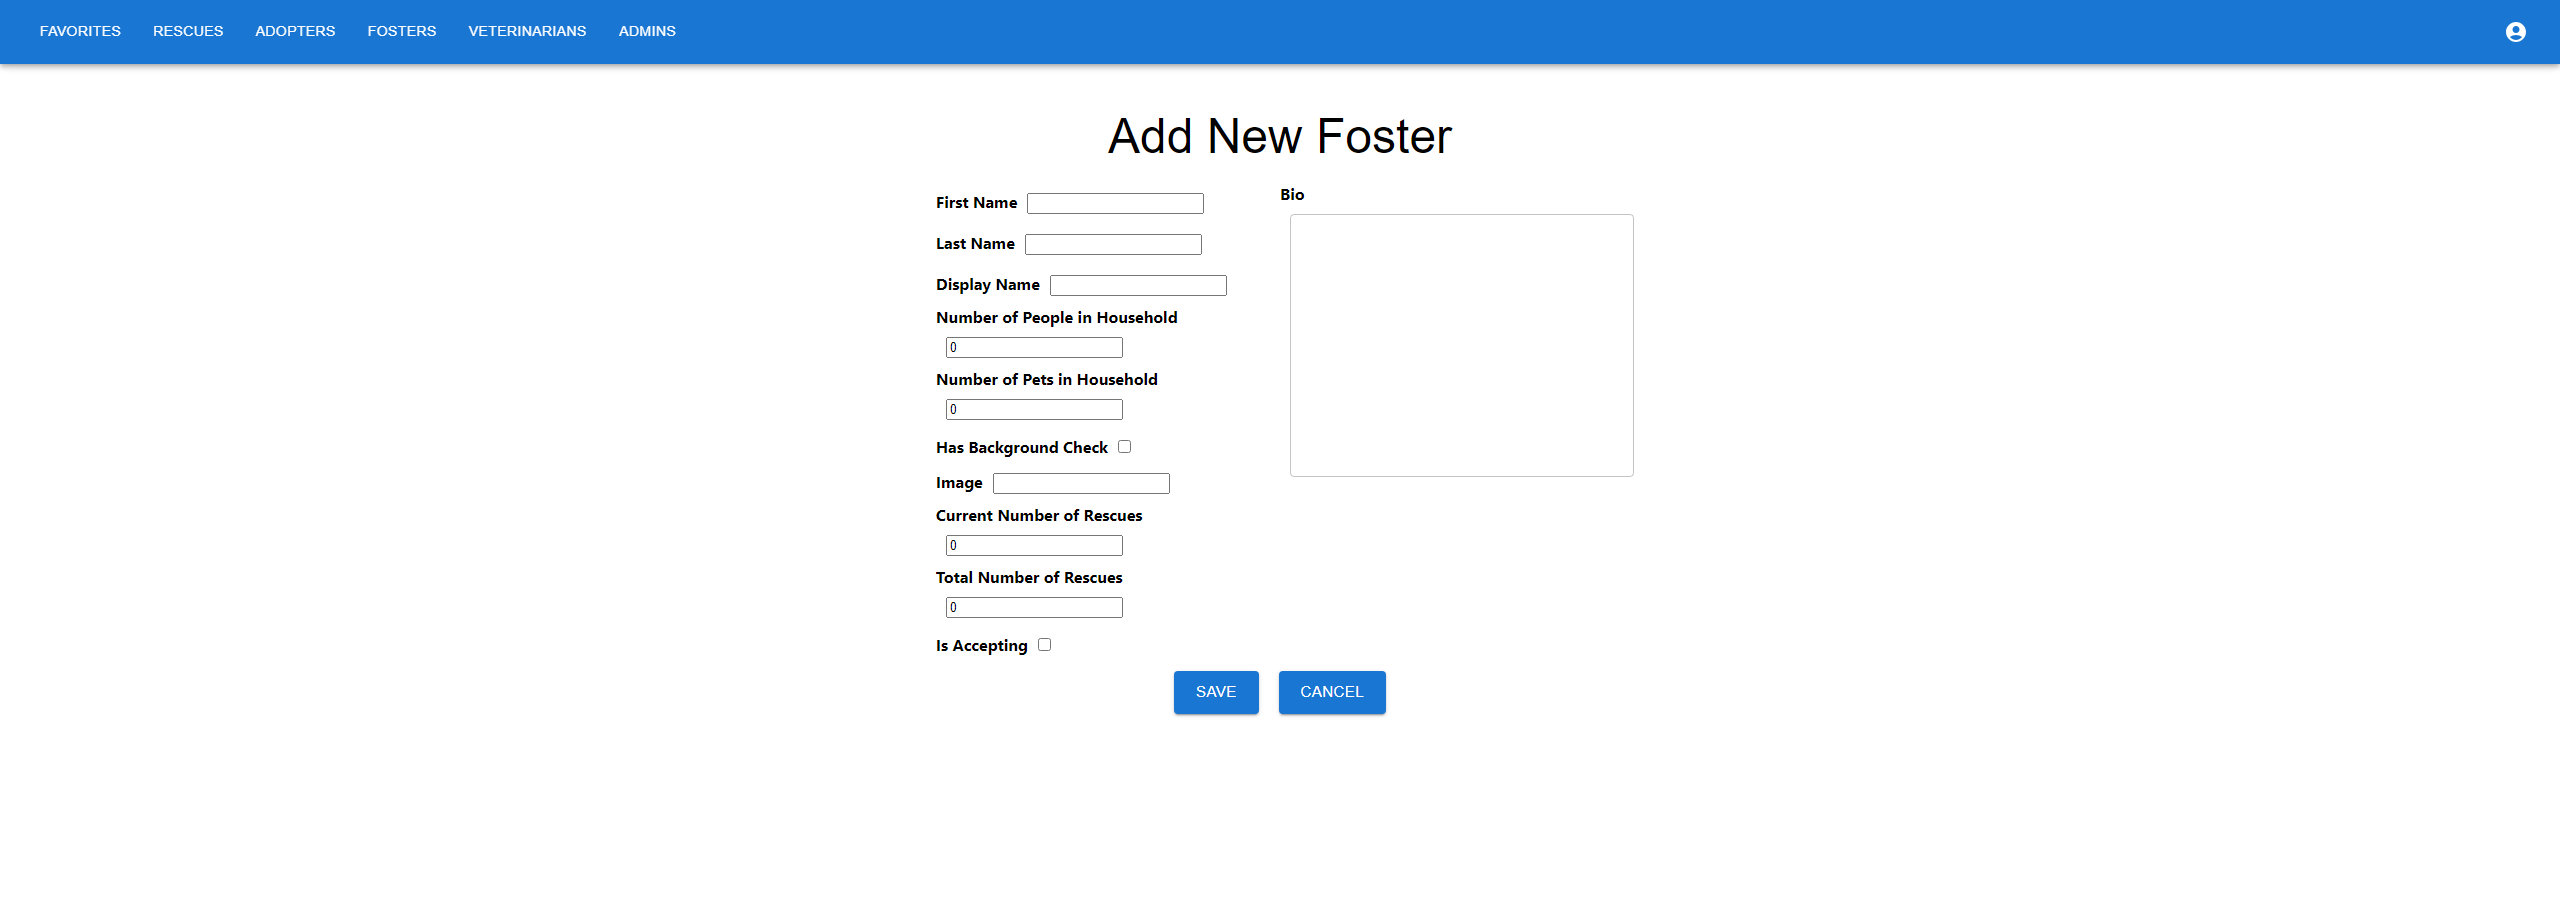 FAVORITES RESCUES ADOPTERS FOSTERS VETERINARIANS ADMINS
Add New Foster
First Name
Last Name
Display Name
Number of People in Household
0
Number of Pets in Household
0
Has Background Check
Image
Current Number of Rescues
0
Total Number of Rescues
0
Is Accepting
Bio
SAVE CANCEL